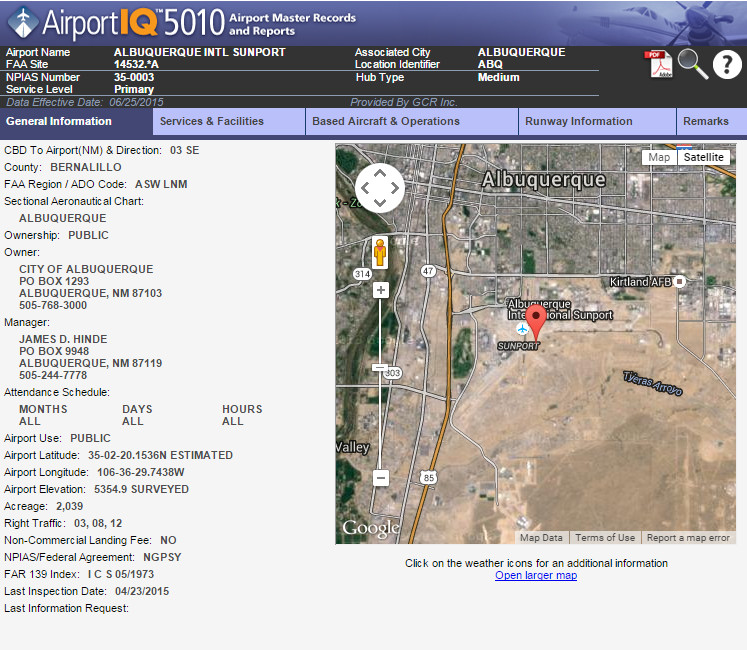 AirportIQ™ 5010 Airport Master Records
and Reports
Airport Name ALBUQUERQUE INTL SUNPORT Associated City ALBUQUERQUE
FAA Site 14532.*A Location Identifier ABQ
NPIAS Number 35-0003 Hub Type Medium
Service Level Primary
Data Effective Date: 06/25/2015 Provided By GCR Inc.
PDF
Adobe
?
General Information Services & Facilities Based Aircraft & Operations Runway Information Remarks
CBD To Airport(NM) & Direction: 03 SE
County: BERNALILLO
FAA Region / ADO Code: ASW LNM
Sectional Aeronautical Chart:
ALBUQUERQUE
Ownership: PUBLIC
Owner:
CITY OF ALBUQUERQUE
PO BOX 1293
ALBUQUERQUE, NM 87103
505-768-3000
Manager:
JAMES D. HINDE
PO BOX 9948
ALBUQUERQUE, NM 87119
505-244-7778
Attendance Schedule:
MONTHS DAYS HOURS
ALL ALL ALL
Airport Use: PUBLIC
Airport Latitude: 35-02-20.1536N ESTIMATED
Airport Longitude: 106-36-29.7438W
Airport Elevation: 5354.9 SURVEYED
Acreage: 2,039
Right Traffic: 03, 08, 12
Non-Commercial Landing Fee: NO
NPIAS/Federal Agreement: NGPSY
FAR 139 Index: I C S 05/1973
Last Inspection Date: 04/23/2015
Last Information Request:
Map Satellite
Albuquerque
314
47
Kirtland AFB
Albuquerque
International Sunport
SUNPORT
303
Tijeras Arroyo
Valley
85
Google
Map Data Terms of Use Report a map error
Click on the weather icons for an additional information
Open larger map